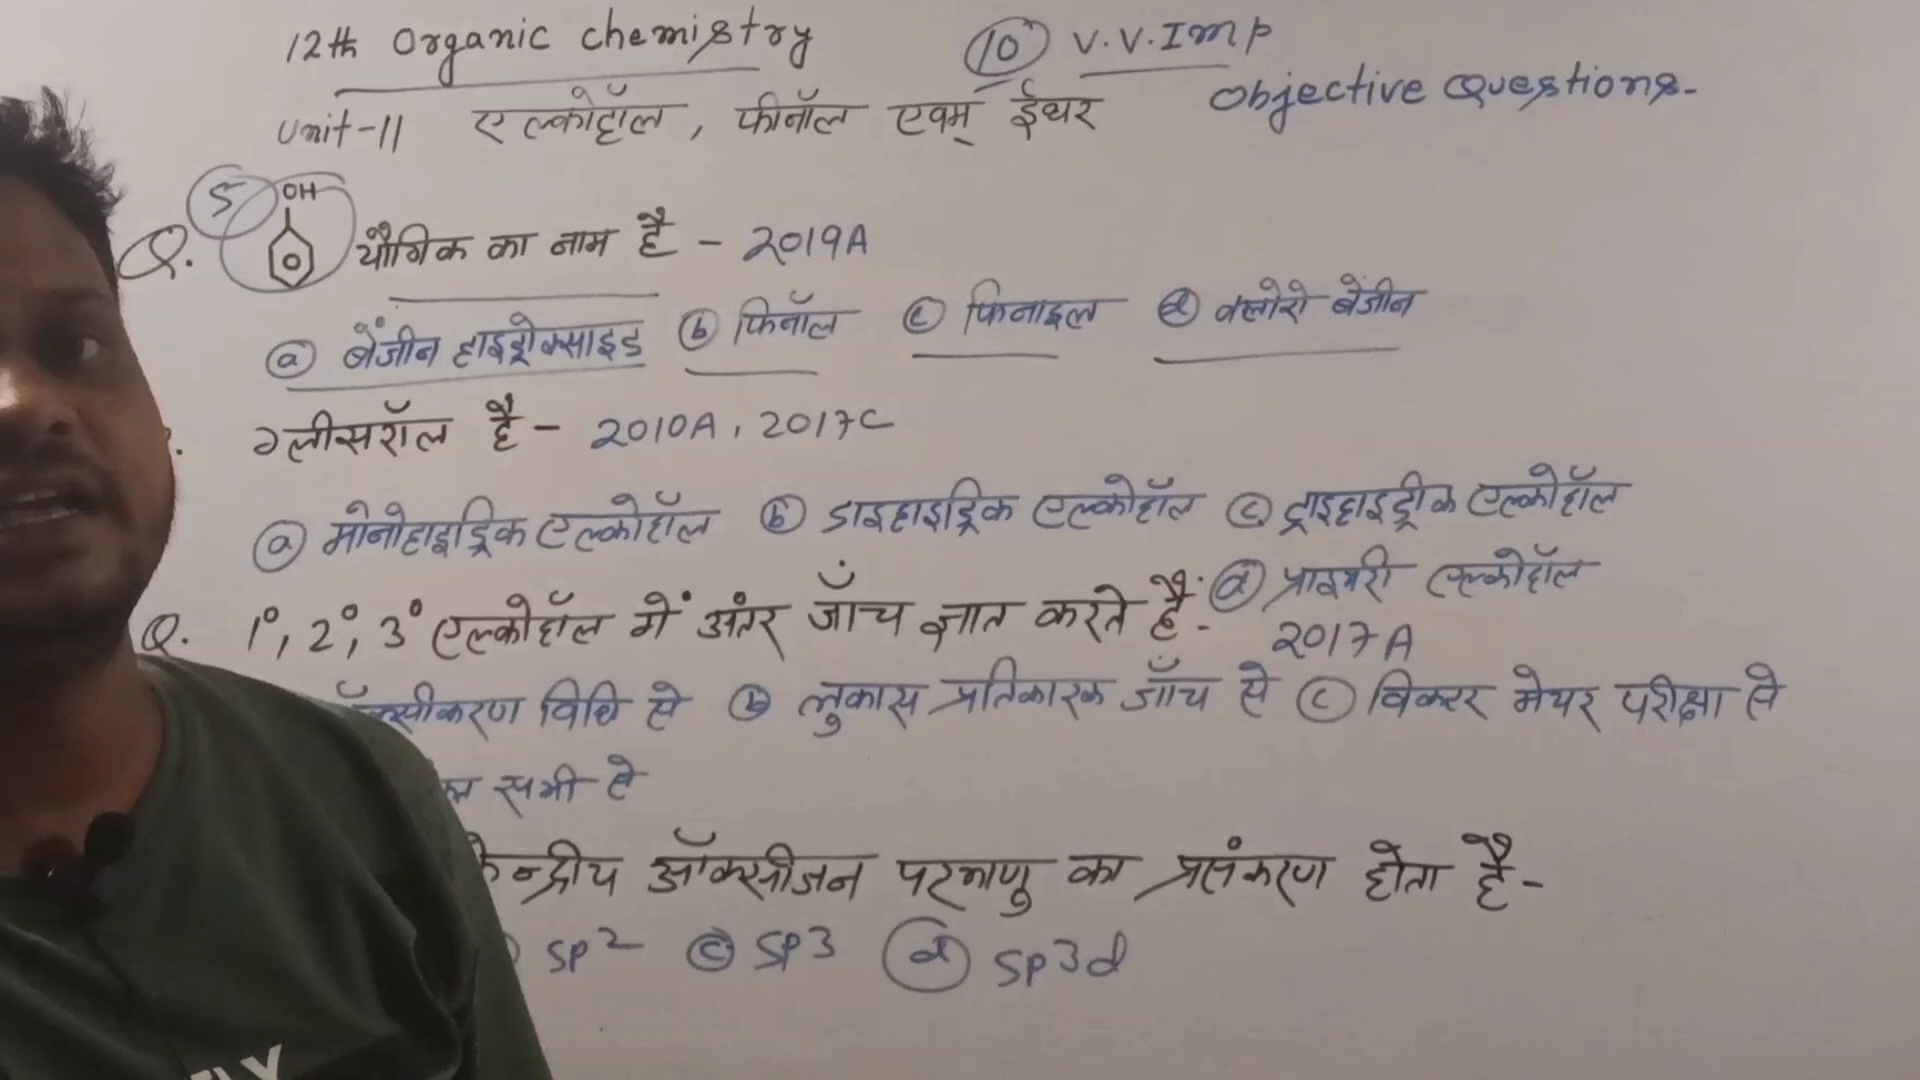 12th Organic chemistry (10) V.V.Imp
Objective Questions-
Unit-11 एल्कोहॉल, फीनॉल एवम् ईथर
5
OH
Q. यौगिक का नाम है - 2019A
(a) बेंजीन हाइड्रोक्साइड (b) फिनॉल (c) फिनाइल (d) क्लोरो बेंजीन
ग्लीसरॉल है - 2010A, 2017C
(a) मोनोहाइड्रिक एल्कोहॉल (b) डाइहाइड्रिक एल्कोहॉल (c) ट्राइहाइड्रीक एल्कोहॉल
(d) प्राइमरी एल्कोहॉल
Q. 1°, 2°, 3° एल्कोहॉल में अंतर जाँच ज्ञात करते हैं:-
2017A
क्सीकरण विधि से (b) लुकास प्रतिकारक जाँच से (c) विक्टर मेयर परीक्षा से
सभी से
केन्द्रीय ऑक्सीजन परमाणु का प्रसंकरण होता है-
sp2 (c) sp3 (d) sp3d